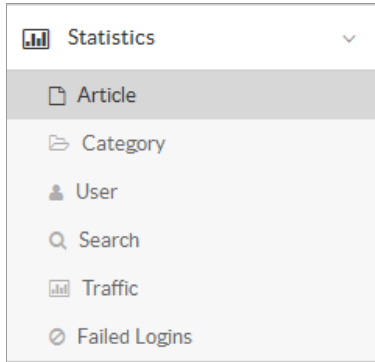 Statistics
Article
Category
User
Search
Traffic
Failed Logins